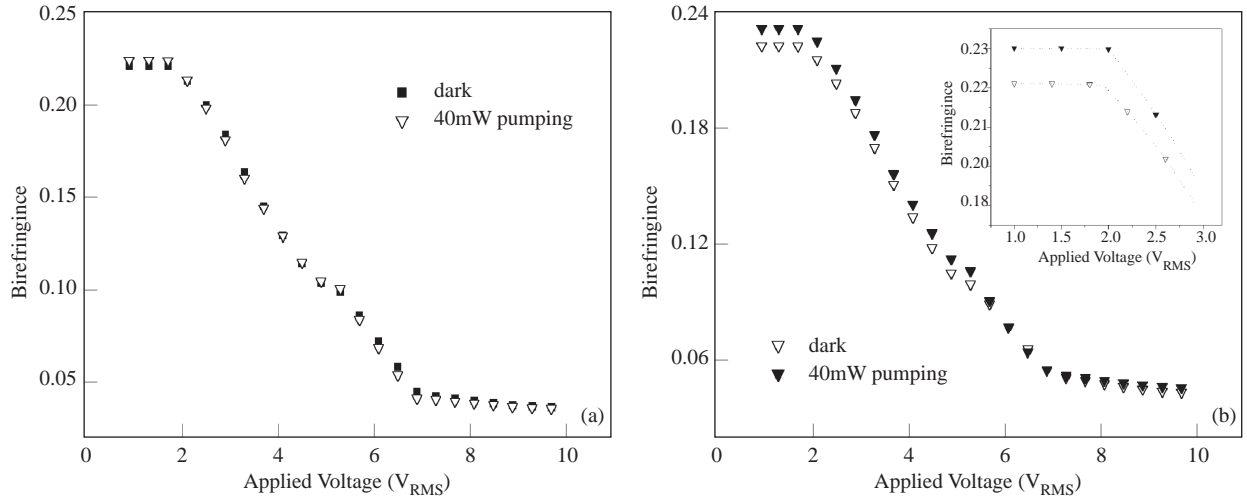 0.25
0.20
0.15
0.10
0.05
Birefringince
dark
40mW pumping
(a)
0 2 4 6 8 10
Applied Voltage (VRMS)
0.24
0.18
0.12
0.06
Birefringince
dark
40mW pumping
(b)
0 2 4 6 8 10
Applied Voltage (VRMS)
0.23
0.22
0.21
0.20
0.18
Birefringince
1.0 1.5 2.0 2.5 3.0
Applied Voltage (VRMS)